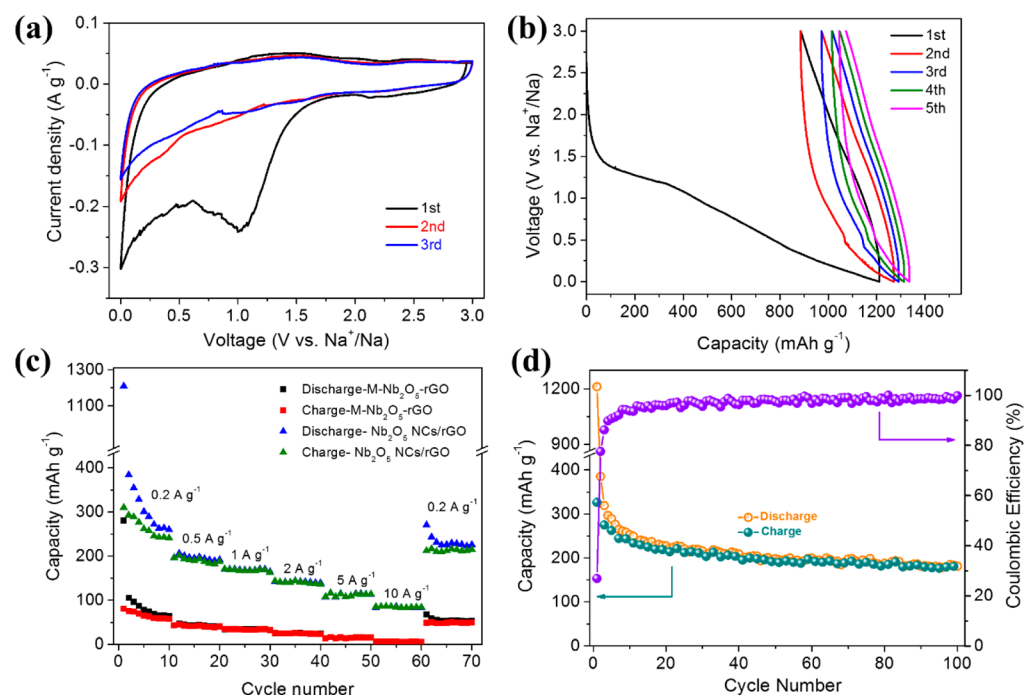 (a)
0.1
0.0
-0.1
-0.2
-0.3
Current density (A g⁻¹)
1st
2nd
3rd
0.0 0.5 1.0 1.5 2.0 2.5 3.0
Voltage (V vs. Na⁺/Na)
(b)
3.0
2.5
2.0
1.5
1.0
0.5
0.0
Voltage (V vs. Na⁺/Na)
1st
2nd
3rd
4th
5th
0 200 400 600 800 1000 1200 1400
Capacity (mAh g⁻¹)
(c)
1300
1200
1100
400
300
200
100
0
Capacity (mAh g⁻¹)
Discharge-M-Nb₂O₅-rGO
Charge-M-Nb₂O₅-rGO
Discharge- Nb₂O₅ NCs/rGO
Charge- Nb₂O₅ NCs/rGO
0.2 A g⁻¹
0.5 A g⁻¹
1 A g⁻¹
2 A g⁻¹
5 A g⁻¹
10 A g⁻¹
0.2 A g⁻¹
0 10 20 30 40 50 60 70
Cycle number
(d)
1200
900
400
300
200
100
0
Capacity (mAh g⁻¹)
Discharge
Charge
100
80
60
40
20
0
Coulombic Efficiency (%)
0 20 40 60 80 100
Cycle Number